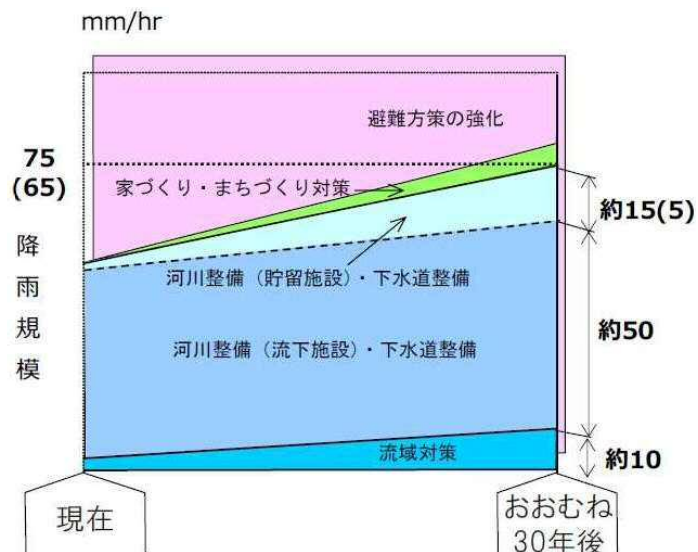 mm/hr
避難方策の強化
75
(65)
家づくり・まちづくり対策
約15(5)
降雨規模
河川整備（貯留施設）・下水道整備
約50
河川整備（流下施設）・下水道整備
流域対策
約10
現在
おおむね
30年後